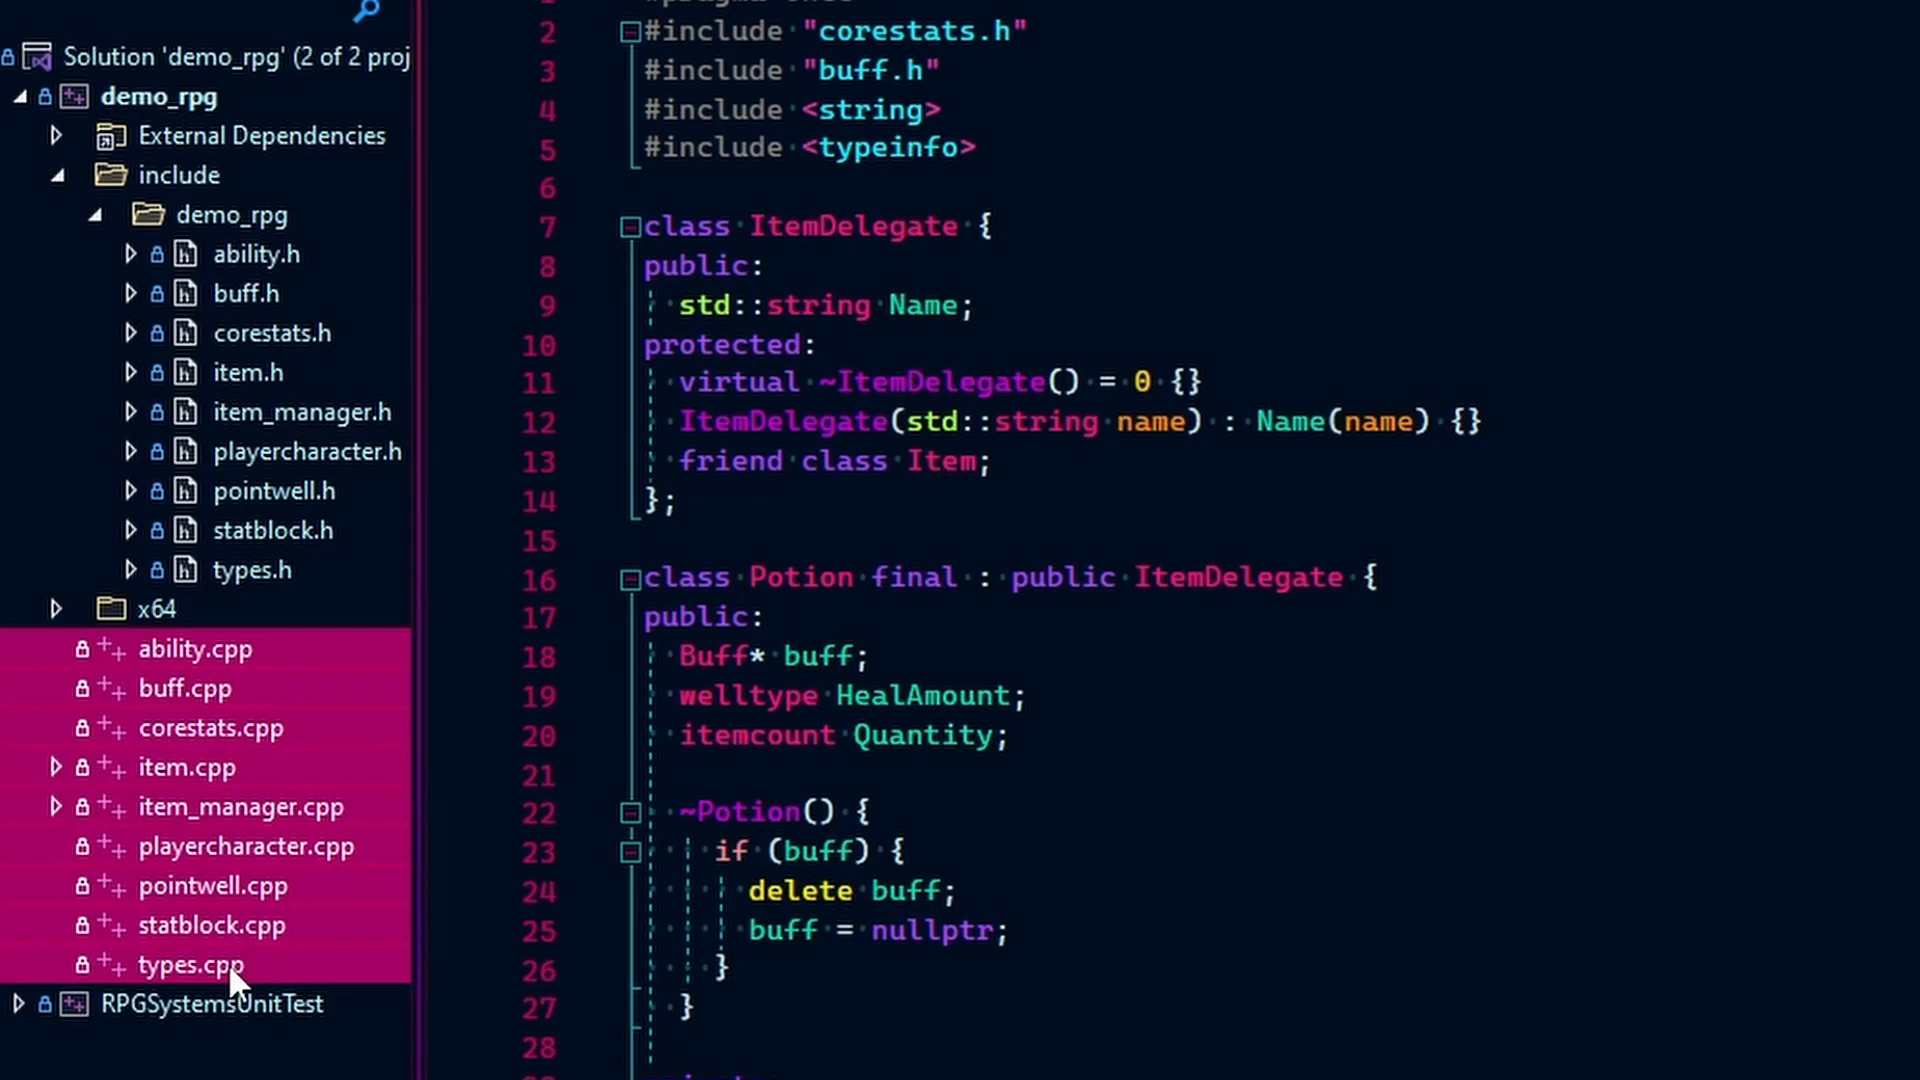 Solution 'demo_rpg' (2 of 2 proj
demo_rpg
External Dependencies
include
demo_rpg
ability.h
buff.h
corestats.h
item.h
item_manager.h
playercharacter.h
pointwell.h
statblock.h
types.h
x64
ability.cpp
buff.cpp
corestats.cpp
item.cpp
item_manager.cpp
playercharacter.cpp
pointwell.cpp
statblock.cpp
types.cpp
RPGSystemsUnitTest
2 #include "corestats.h"
3 #include "buff.h"
4 #include <string>
5 #include <typeinfo>
6
7 class ItemDelegate {
8 public:
9 std::string Name;
10 protected:
11 virtual ~ItemDelegate() = 0 {}
12 ItemDelegate(std::string name) : Name(name) {}
13 friend class Item;
14 };
15
16 class Potion final : public ItemDelegate {
17 public:
18 Buff* buff;
19 welltype HealAmount;
20 itemcount Quantity;
21
22 ~Potion() {
23 if (buff) {
24 delete buff;
25 buff = nullptr;
26 }
27 }
28